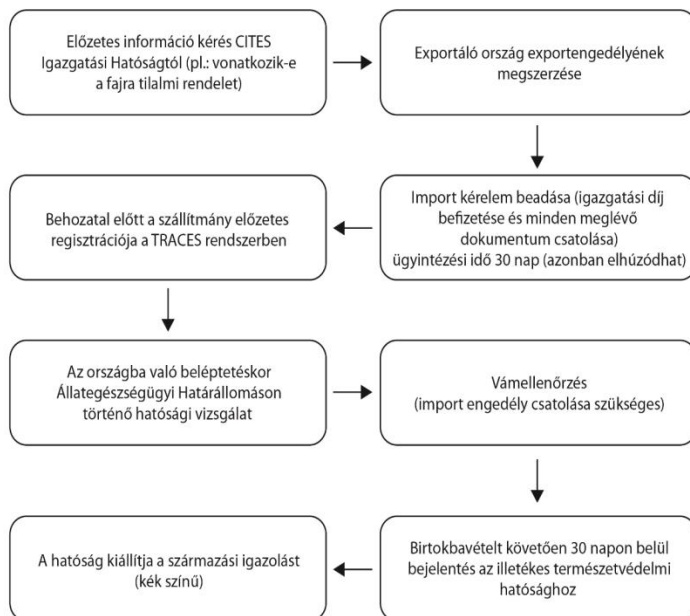 Előzetes információ kérés CITES
Igazgatási Hatóságtól (pl.: vonatkozik-e
a fajra tilalmi rendelet)
Exportáló ország exportengedélyének
megszerzése
Import kérelem beadása (igazgatási díj
befizetése és minden meglévő
dokumentum csatolása)
ügyintézési idő 30 nap (azonban elhúzódhat)
Behozatal előtt a szállítmány előzetes
regisztrációja a TRACES rendszerben
Az országba való beléptetéskor
Állategészségügyi Határállomáson
történő hatósági vizsgálat
Vámellenőrzés
(import engedély csatolása szükséges)
Birtokbavételt követően 30 napon belül
bejelentés az illetékes természetvédelmi
hatósághoz
A hatóság kiállítja a származási igazolást
(kék színű)